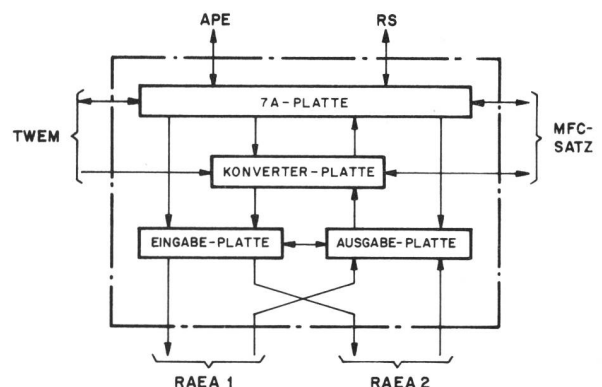 APE RS
7A-PLATTE
TWEM
MFC-
SATZ
KONVERTER-PLATTE
EINGABE-PLATTE AUSGABE-PLATTE
RAEA 1 RAEA 2